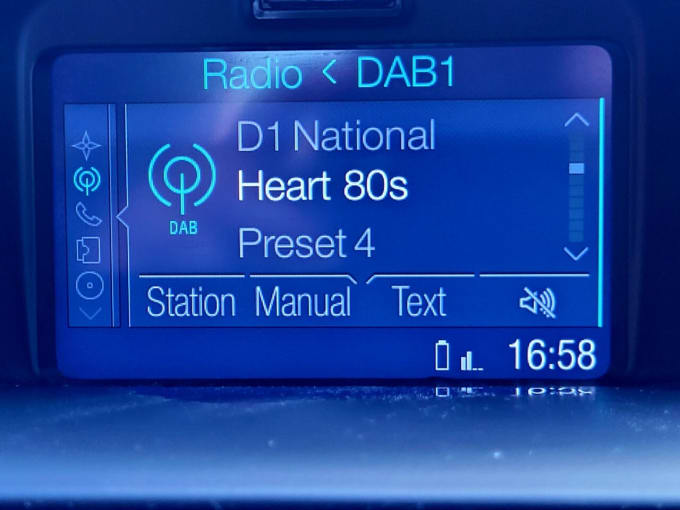 Radio < DAB1
D1 National
Heart 80s
DAB
Preset 4
Station Manual Text
16:58